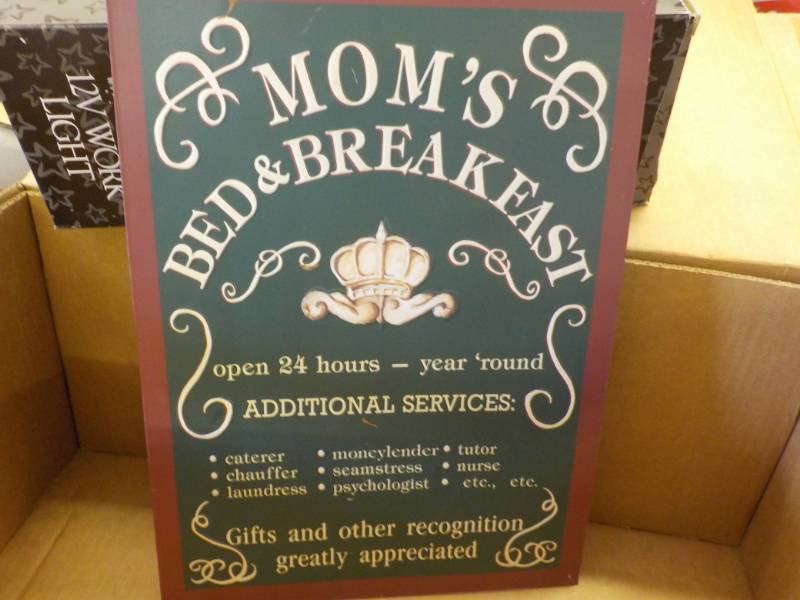 MOM'S
BED & BREAKFAST
open 24 hours – year 'round
ADDITIONAL SERVICES:
• caterer • moneylender • tutor
• chauffer • seamstress • nurse
• laundress • psychologist • etc., etc.
Gifts and other recognition
greatly appreciated
12V WORK
LIGHT